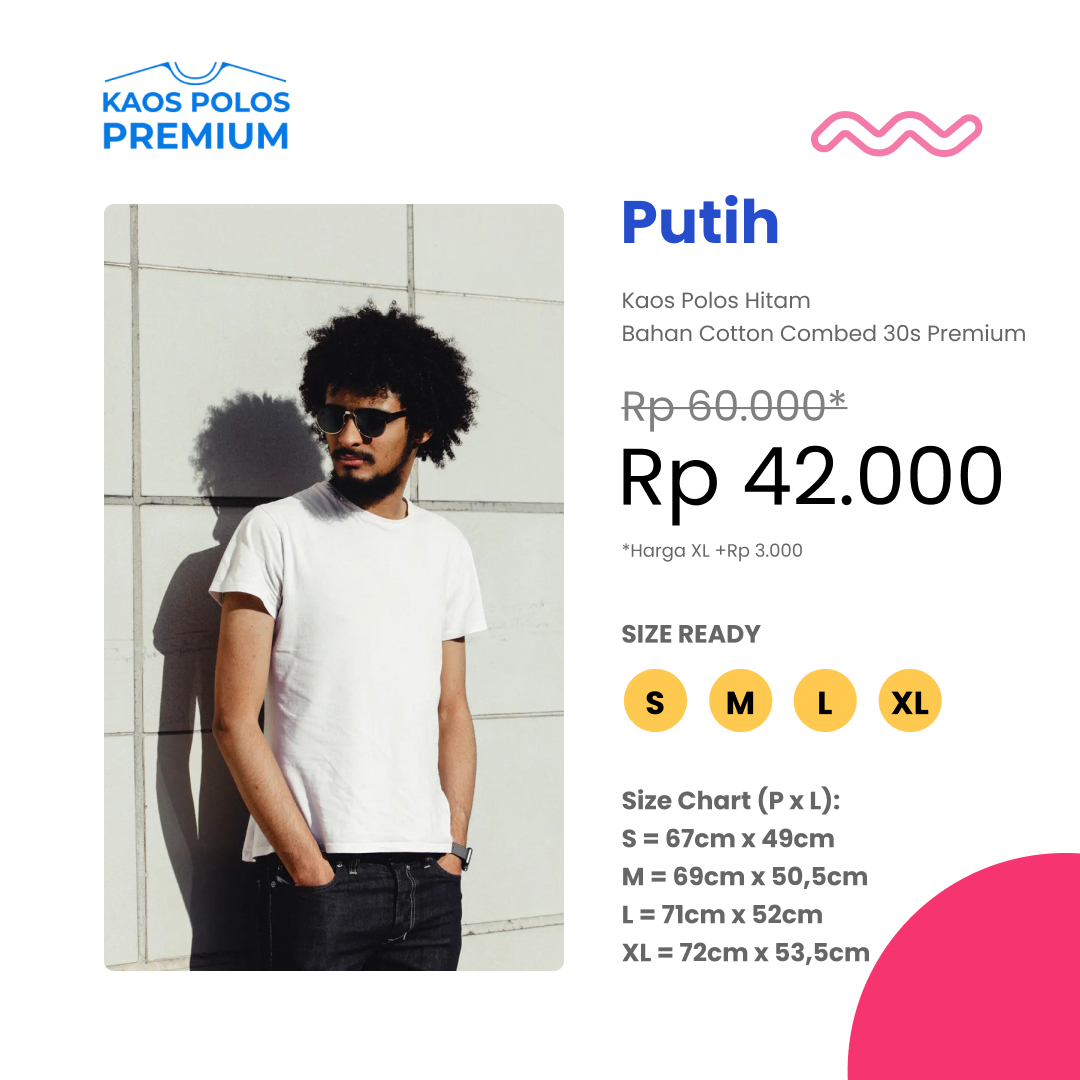 KAOS POLOS
PREMIUM
Putih
Kaos Polos Hitam
Bahan Cotton Combed 30s Premium
Rp 60.000*
Rp 42.000
*Harga XL +Rp 3.000
SIZE READY
S M L XL
Size Chart (P x L):
S = 67cm x 49cm
M = 69cm x 50,5cm
L = 71cm x 52cm
XL = 72cm x 53,5cm